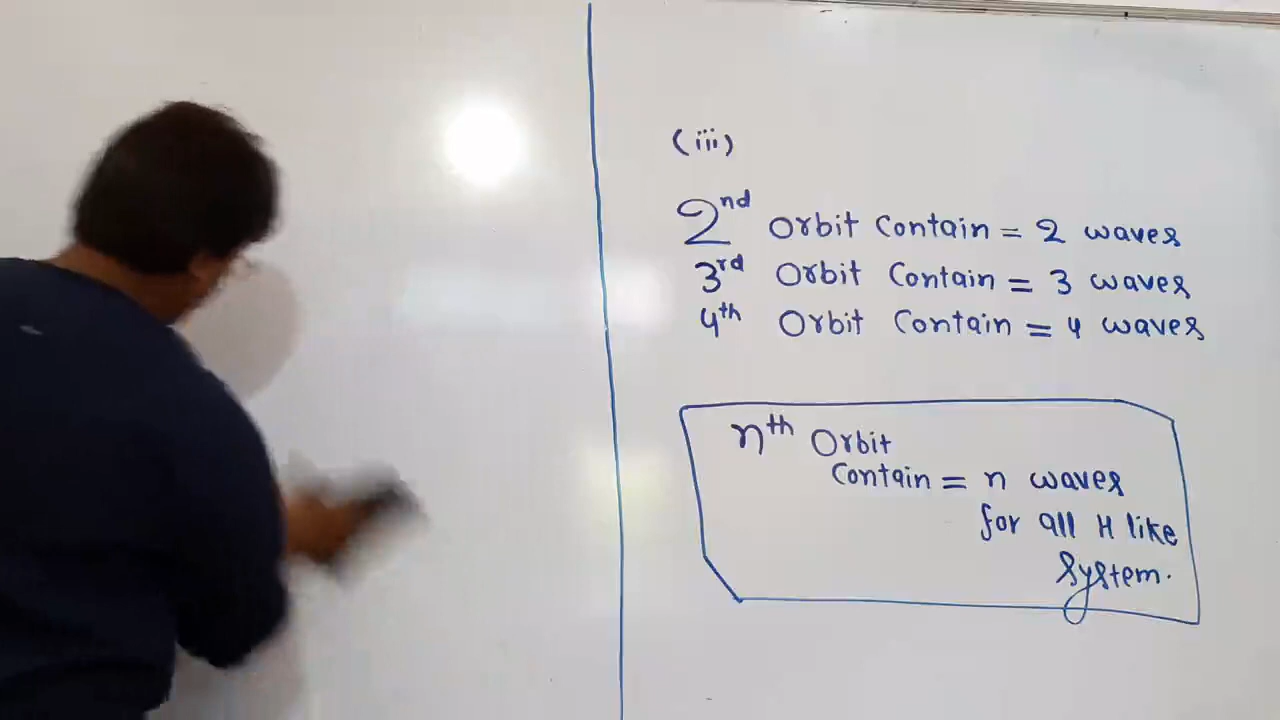 (iii)
2nd Orbit Contain = 2 waves
3rd Orbit Contain = 3 waves
4th Orbit Contain = 4 waves
nth Orbit
Contain = n waves
for all H like
system.